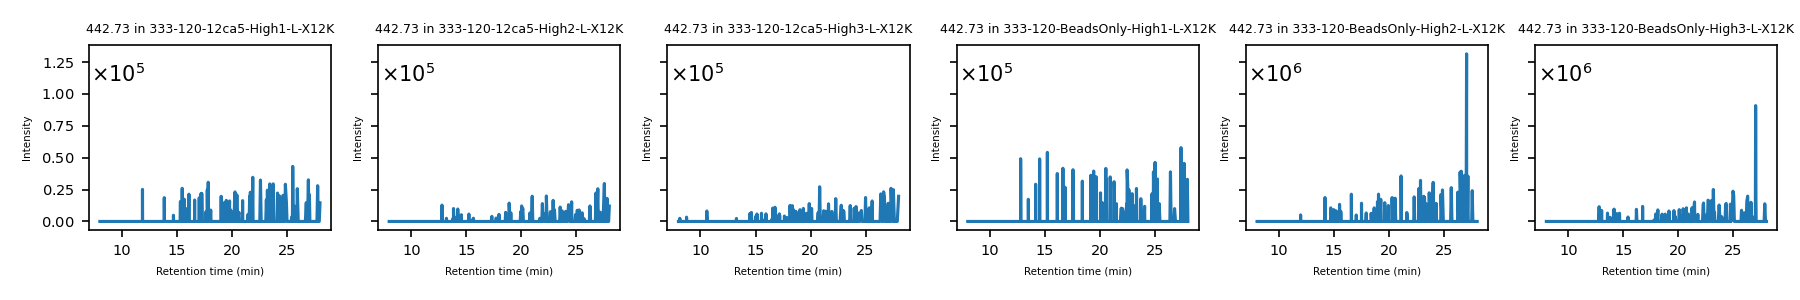 442.73 in 333-120-12ca5-High1-L-X12K
442.73 in 333-120-12ca5-High2-L-X12K
442.73 in 333-120-12ca5-High3-L-X12K
442.73 in 333-120-BeadsOnly-High1-L-X12K
442.73 in 333-120-BeadsOnly-High2-L-X12K
442.73 in 333-120-BeadsOnly-High3-L-X12K
×10⁵
×10⁵
×10⁵
×10⁵
×10⁶
×10⁶
1.25
1.00
0.75
0.50
0.25
0.00
Intensity
Intensity
Intensity
Intensity
Intensity
Intensity
10 15 20 25
10 15 20 25
10 15 20 25
10 15 20 25
10 15 20 25
10 15 20 25
Retention time (min)
Retention time (min)
Retention time (min)
Retention time (min)
Retention time (min)
Retention time (min)